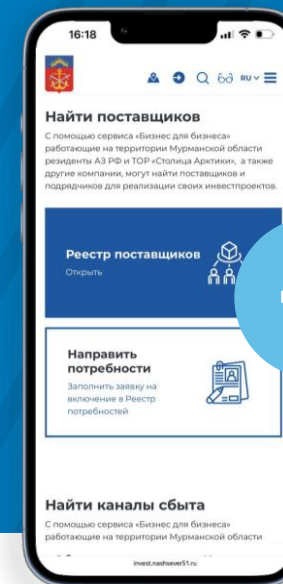 16:18
RU
Найти поставщиков
С помощью сервиса «Бизнес для бизнеса»
работающие на территории Мурманской области
резиденты АЗ РФ и ТОР «Столица Арктики», а также
другие компании, могут найти поставщиков и
подрядчиков для реализации своих инвестпроектов.
Реестр поставщиков
Открыть
Направить
потребности
Заполнить заявку на
включение в Реестр
потребностей
Найти каналы сбыта
С помощью сервиса «Бизнес для бизнеса»
работающие на территории Мурманской области
invest.nashsever51.ru